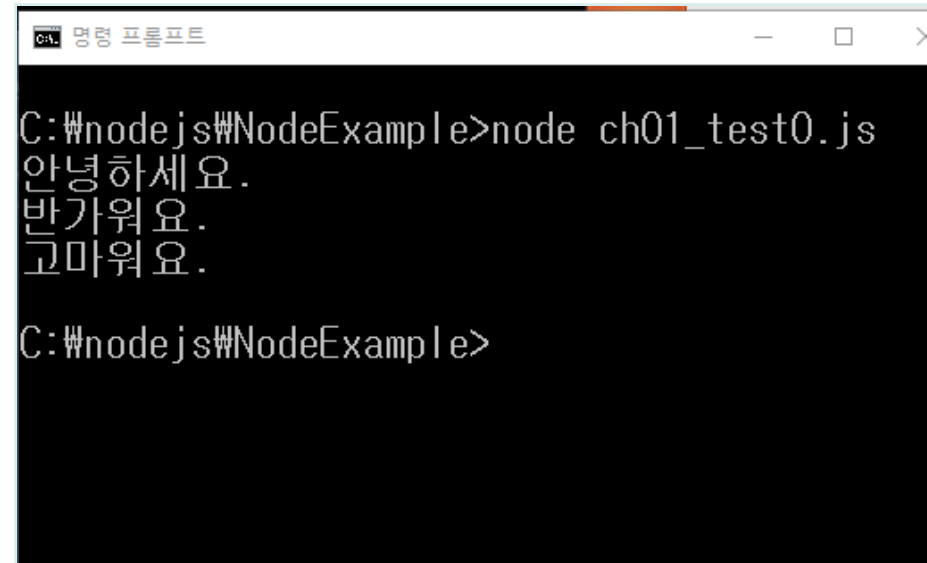 명령 프롬프트
C:₩nodejs₩NodeExample>node ch01_test0.js
안녕하세요.
반가워요.
고마워요.
C:₩nodejs₩NodeExample>